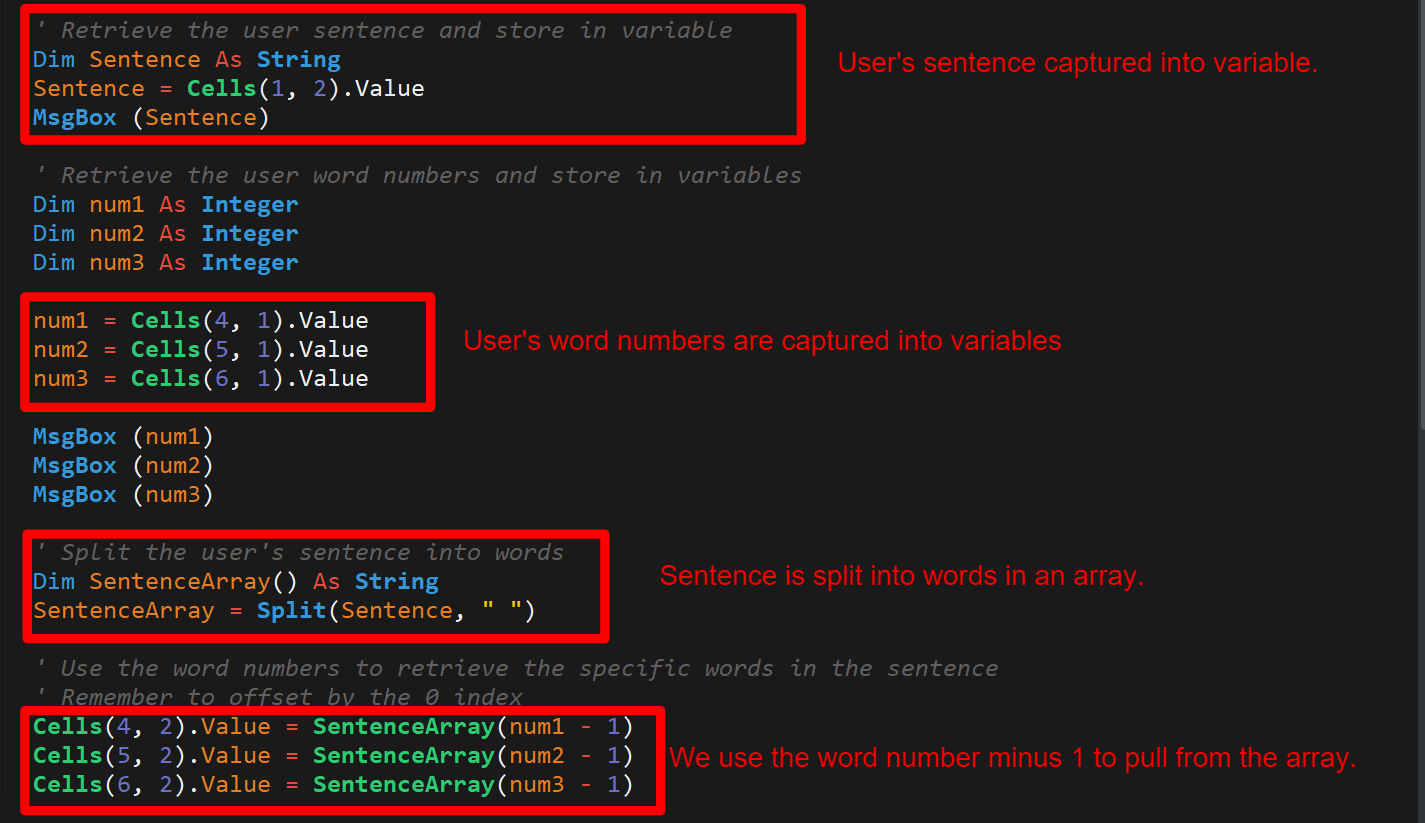 ' Retrieve the user sentence and store in variable
Dim Sentence As String
User's sentence captured into variable.
Sentence = Cells(1, 2).Value
MsgBox (Sentence)
' Retrieve the user word numbers and store in variables
Dim num1 As Integer
Dim num2 As Integer
Dim num3 As Integer
num1 = Cells(4, 1).Value
num2 = Cells(5, 1).Value
User's word numbers are captured into variables
num3 = Cells(6, 1).Value
MsgBox (num1)
MsgBox (num2)
MsgBox (num3)
' Split the user's sentence into words
Dim SentenceArray() As String
Sentence is split into words in an array.
SentenceArray = Split(Sentence, " ")
' Use the word numbers to retrieve the specific words in the sentence
' Remember to offset by the 0 index
Cells(4, 2).Value = SentenceArray(num1 - 1)
Cells(5, 2).Value = SentenceArray(num2 - 1)
We use the word number minus 1 to pull from the array.
Cells(6, 2).Value = SentenceArray(num3 - 1)